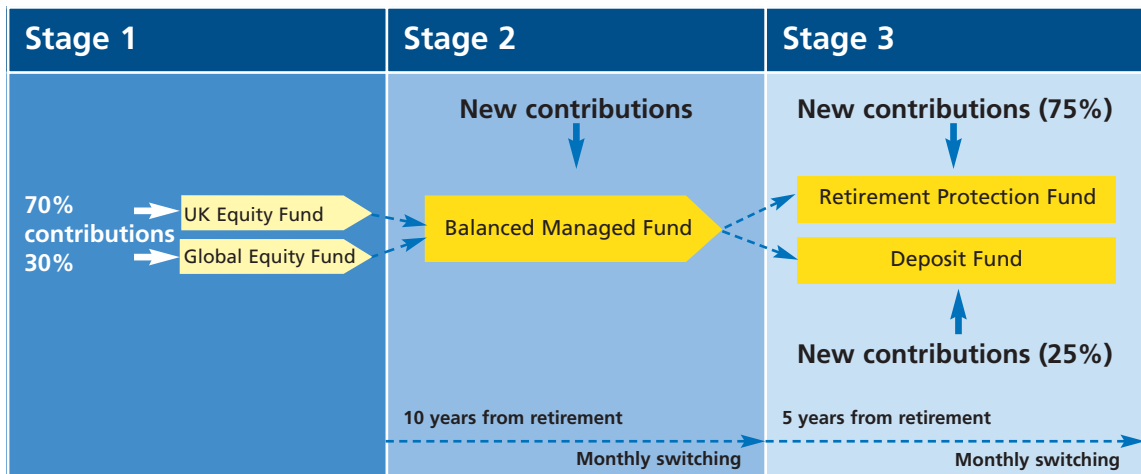 Stage 1
Stage 2
Stage 3
70%
contributions
30%
UK Equity Fund
Global Equity Fund
New contributions
Balanced Managed Fund
10 years from retirement
Monthly switching
New contributions (75%)
Retirement Protection Fund
Deposit Fund
New contributions (25%)
5 years from retirement
Monthly switching